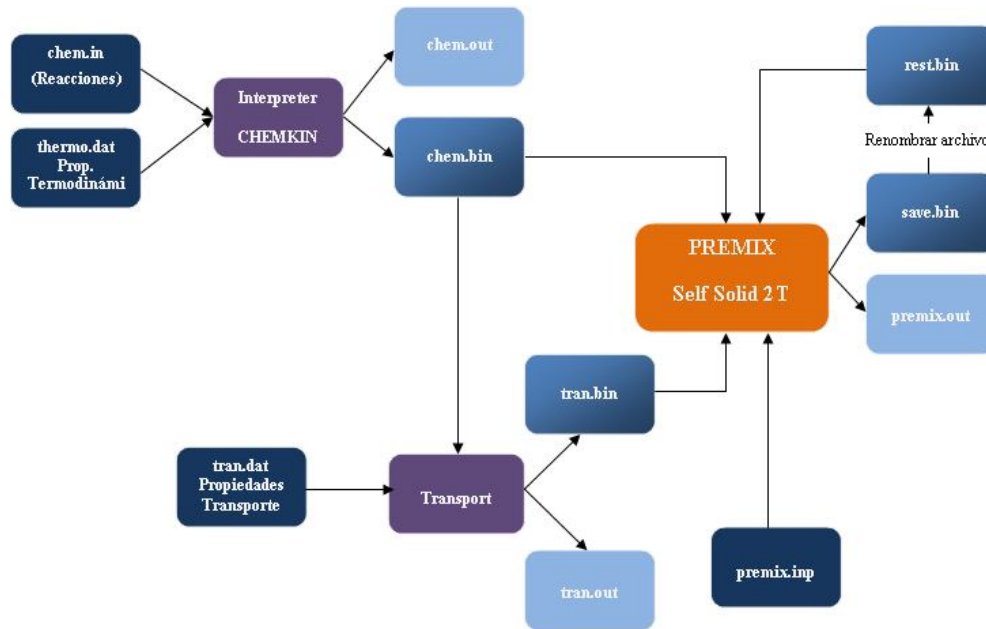 chem.in
(Reacciones)
thermo.dat
Prop.
Termodinámi
Interpreter
CHEMKIN
chem.out
chem.bin
rest.bin
Renombrar archivo
save.bin
PREMIX
Self Solid 2T
premix.out
tran.bin
tran.dat
Propiedades
Transporte
Transport
tran.out
premix.inp